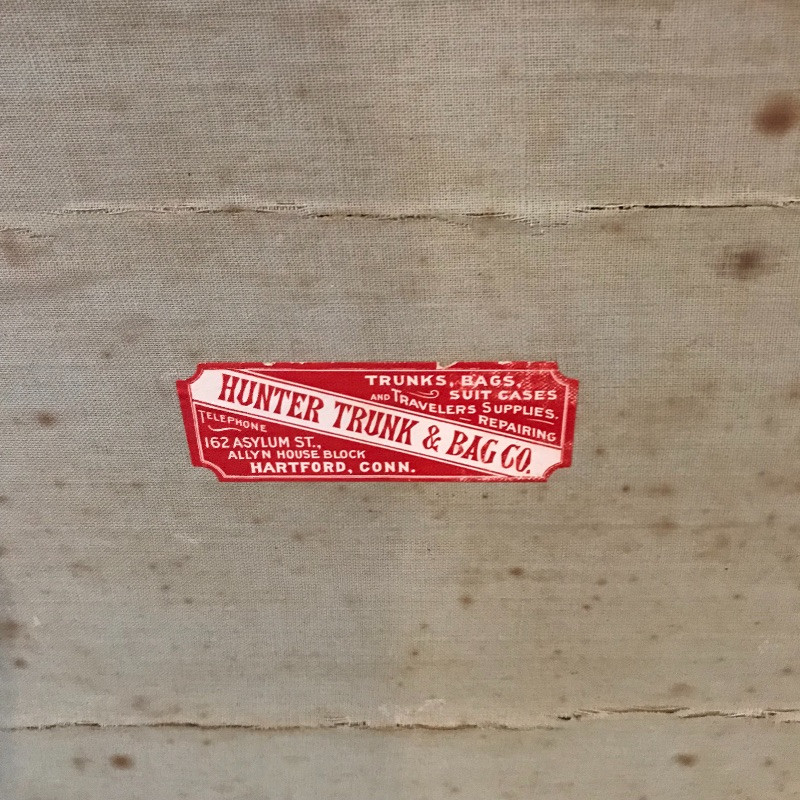 TRUNKS, BAGS,
SUIT CASES
AND TRAVELERS SUPPLIES.
REPAIRING
HUNTER TRUNK & BAG CO.
TELEPHONE
162 ASYLUM ST.,
ALLYN HOUSE BLOCK
HARTFORD, CONN.